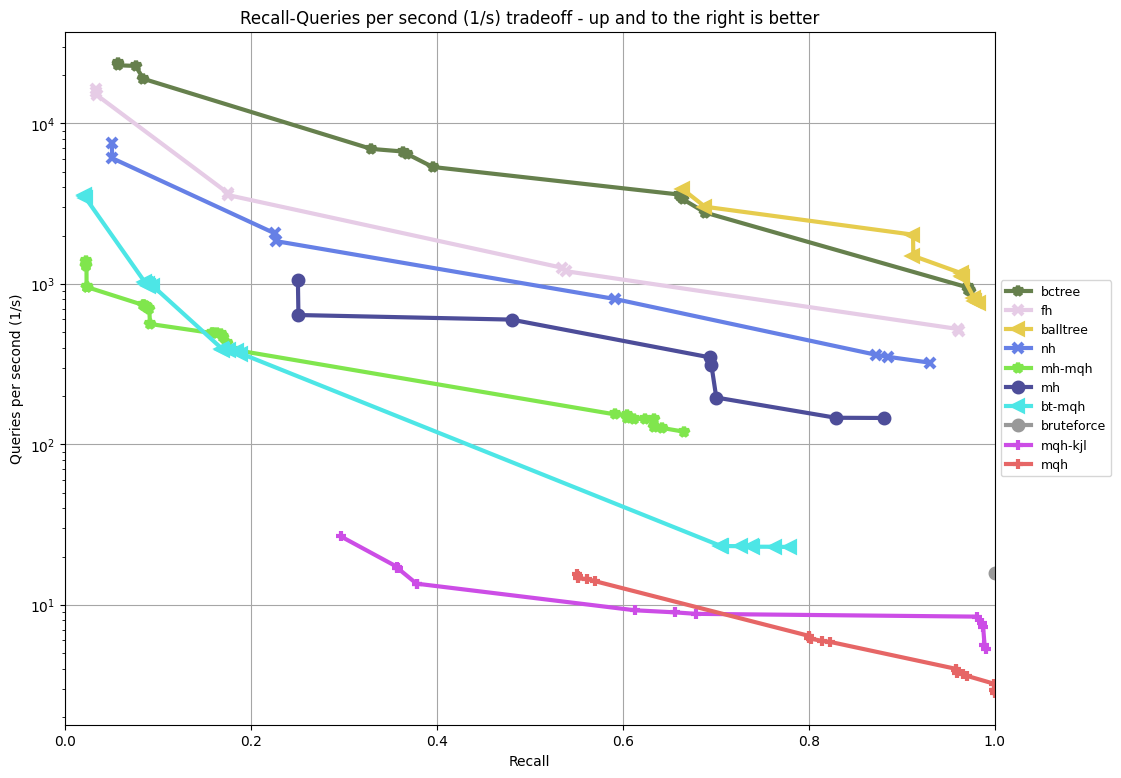 Recall-Queries per second (1/s) tradeoff - up and to the right is better
Queries per second (1/s)
10⁴
10³
10²
10¹
0.0
0.2
0.4
0.6
0.8
1.0
Recall
bctree
fh
balltree
nh
mh-mqh
mh
bt-mqh
bruteforce
mqh-kjl
mqh